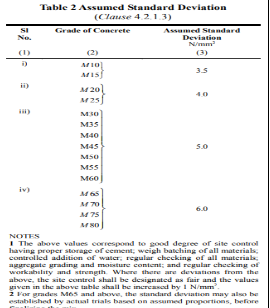 Table 2 Assumed Standard Deviation
(Clause 4.2.1.3)
Sl No. Grade of Concrete Assumed Standard Deviation N/mm²
(1) (2) (3)
i) M10
M15 3.5
ii) M 20
M 25 4.0
iii) M30
M35
M40
M45 5.0
M50
M55
M60
iv) M 65
M 70
M 75 6.0
M 80
NOTES
1 The above values correspond to good degree of site control
having proper storage of cement; weigh batching of all materials;
controlled addition of water; regular checking of all materials;
aggregate grading and moisture content; and regular checking of
workability and strength. Where there are deviations from the
above, the site control shall be designated as fair and the values
given in the above table shall be increased by 1 N/mm².
2 For grades M65 and above, the standard deviation may also be
established by actual trials based on assumed proportions, before